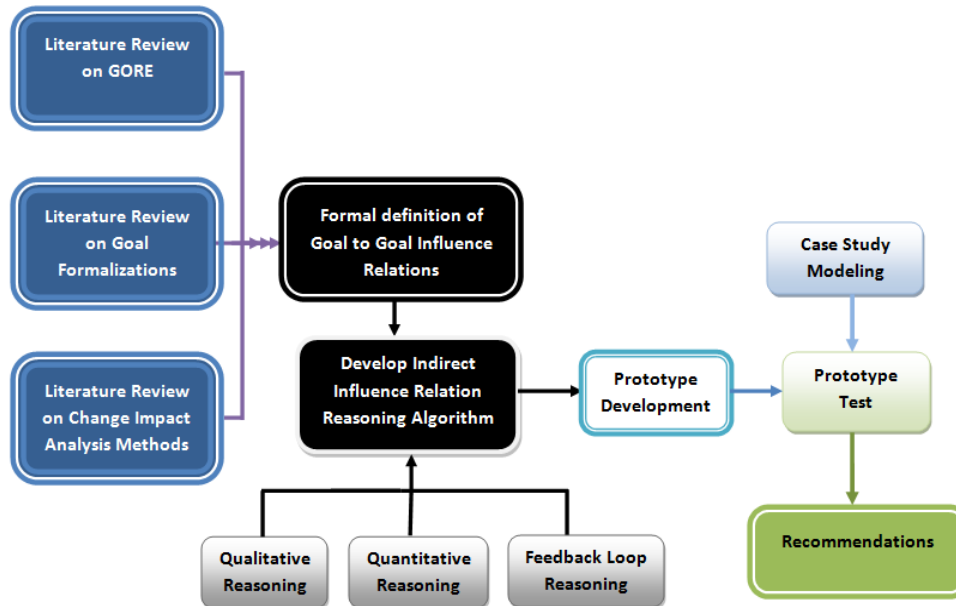 Literature Review
on GORE
Literature Review
on Goal
Formalizations
Literature Review
on Change Impact
Analysis Methods
Formal definition of
Goal to Goal Influence
Relations
Develop Indirect
Influence Relation
Reasoning Algorithm
Qualitative
Reasoning
Quantitative
Reasoning
Feedback Loop
Reasoning
Prototype
Development
Case Study
Modeling
Prototype
Test
Recommendations